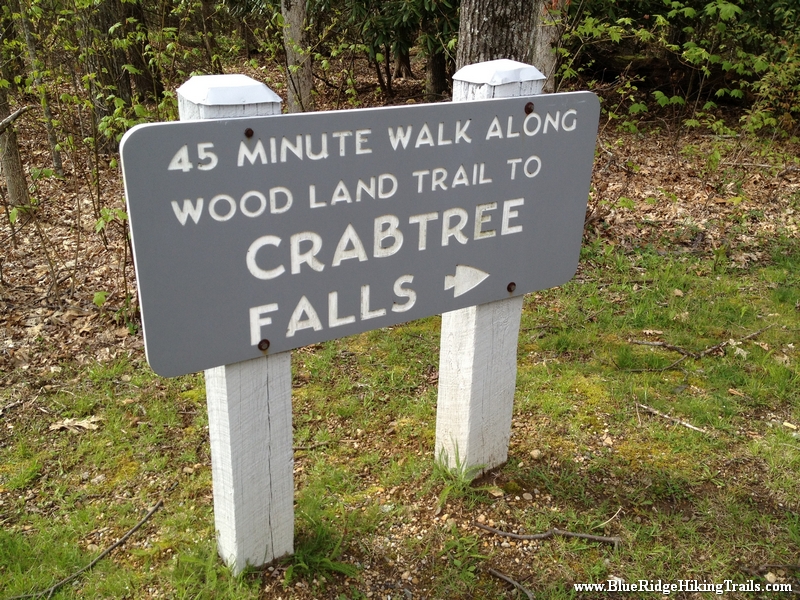 45 MINUTE WALK ALONG
WOOD LAND TRAIL TO
CRABTREE
FALLS
www.BlueRidgeHikingTrails.com